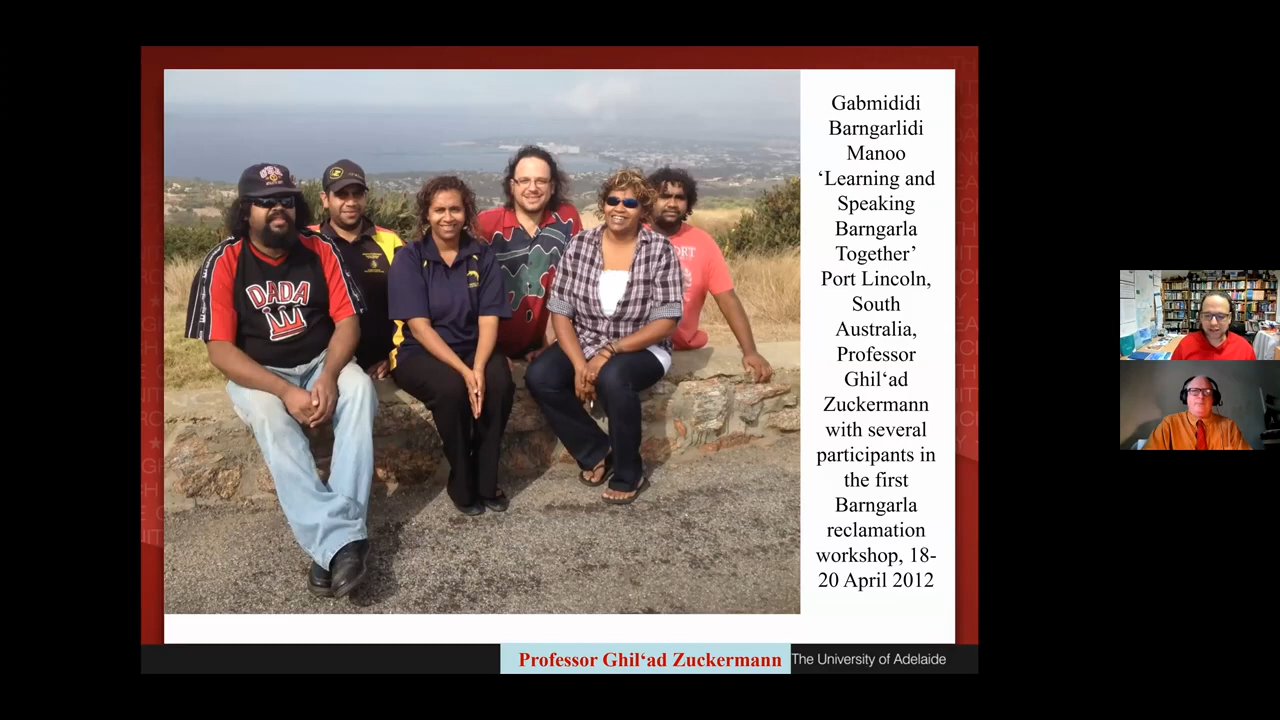 Gabmididi
Barngarlidi
Manoo
‘Learning and
Speaking
Barngarla
Together’
Port Lincoln,
South
Australia,
Professor
Ghil‘ad
Zuckermann
with several
participants in
the first
Barngarla
reclamation
workshop, 18-
20 April 2012
DADA
Professor Ghil‘ad Zuckermann
The University of Adelaide